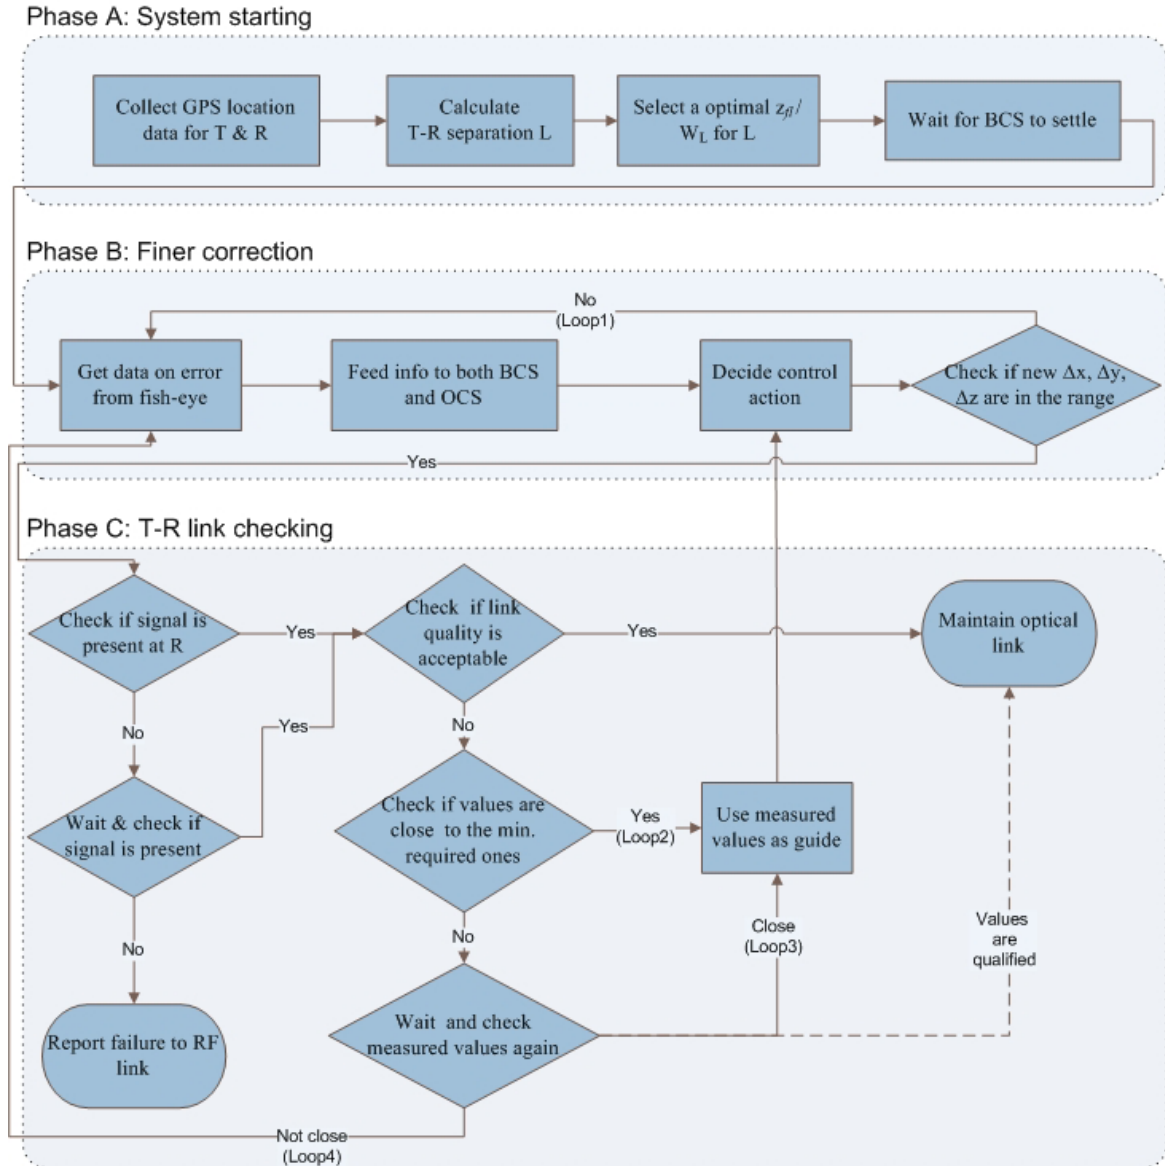 Phase A: System starting
Collect GPS location
data for T & R
Calculate
T-R separation L
Select a optimal zfl/
WL for L
Wait for BCS to settle
Phase B: Finer correction
No
(Loop1)
Get data on error
from fish-eye
Feed info to both BCS
and OCS
Decide control
action
Check if new Δx, Δy,
Δz are in the range
Yes
Phase C: T-R link checking
Check if signal is
present at R
Yes
Check if link
quality is
acceptable
Yes
Maintain optical
link
No
Yes
No
Wait & check if
signal is present
Check if values are
close to the min.
required ones
Yes
(Loop2)
Use measured
values as guide
No
No
Close
(Loop3)
Values
are
qualified
Report failure to RF
link
Wait and check
measured values again
Not close
(Loop4)